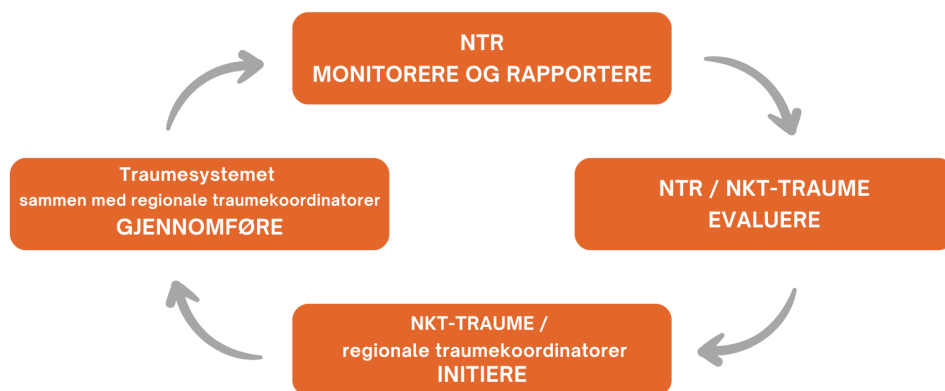 NTR
MONITORERE OG RAPPORTERE
Traumesystemet
sammen med regionale traumekoordinatorer
GJENNOMFØRE
NTR / NKT-TRAUME
EVALUERE
NKT-TRAUME /
regionale traumekoordinatorer
INITIERE